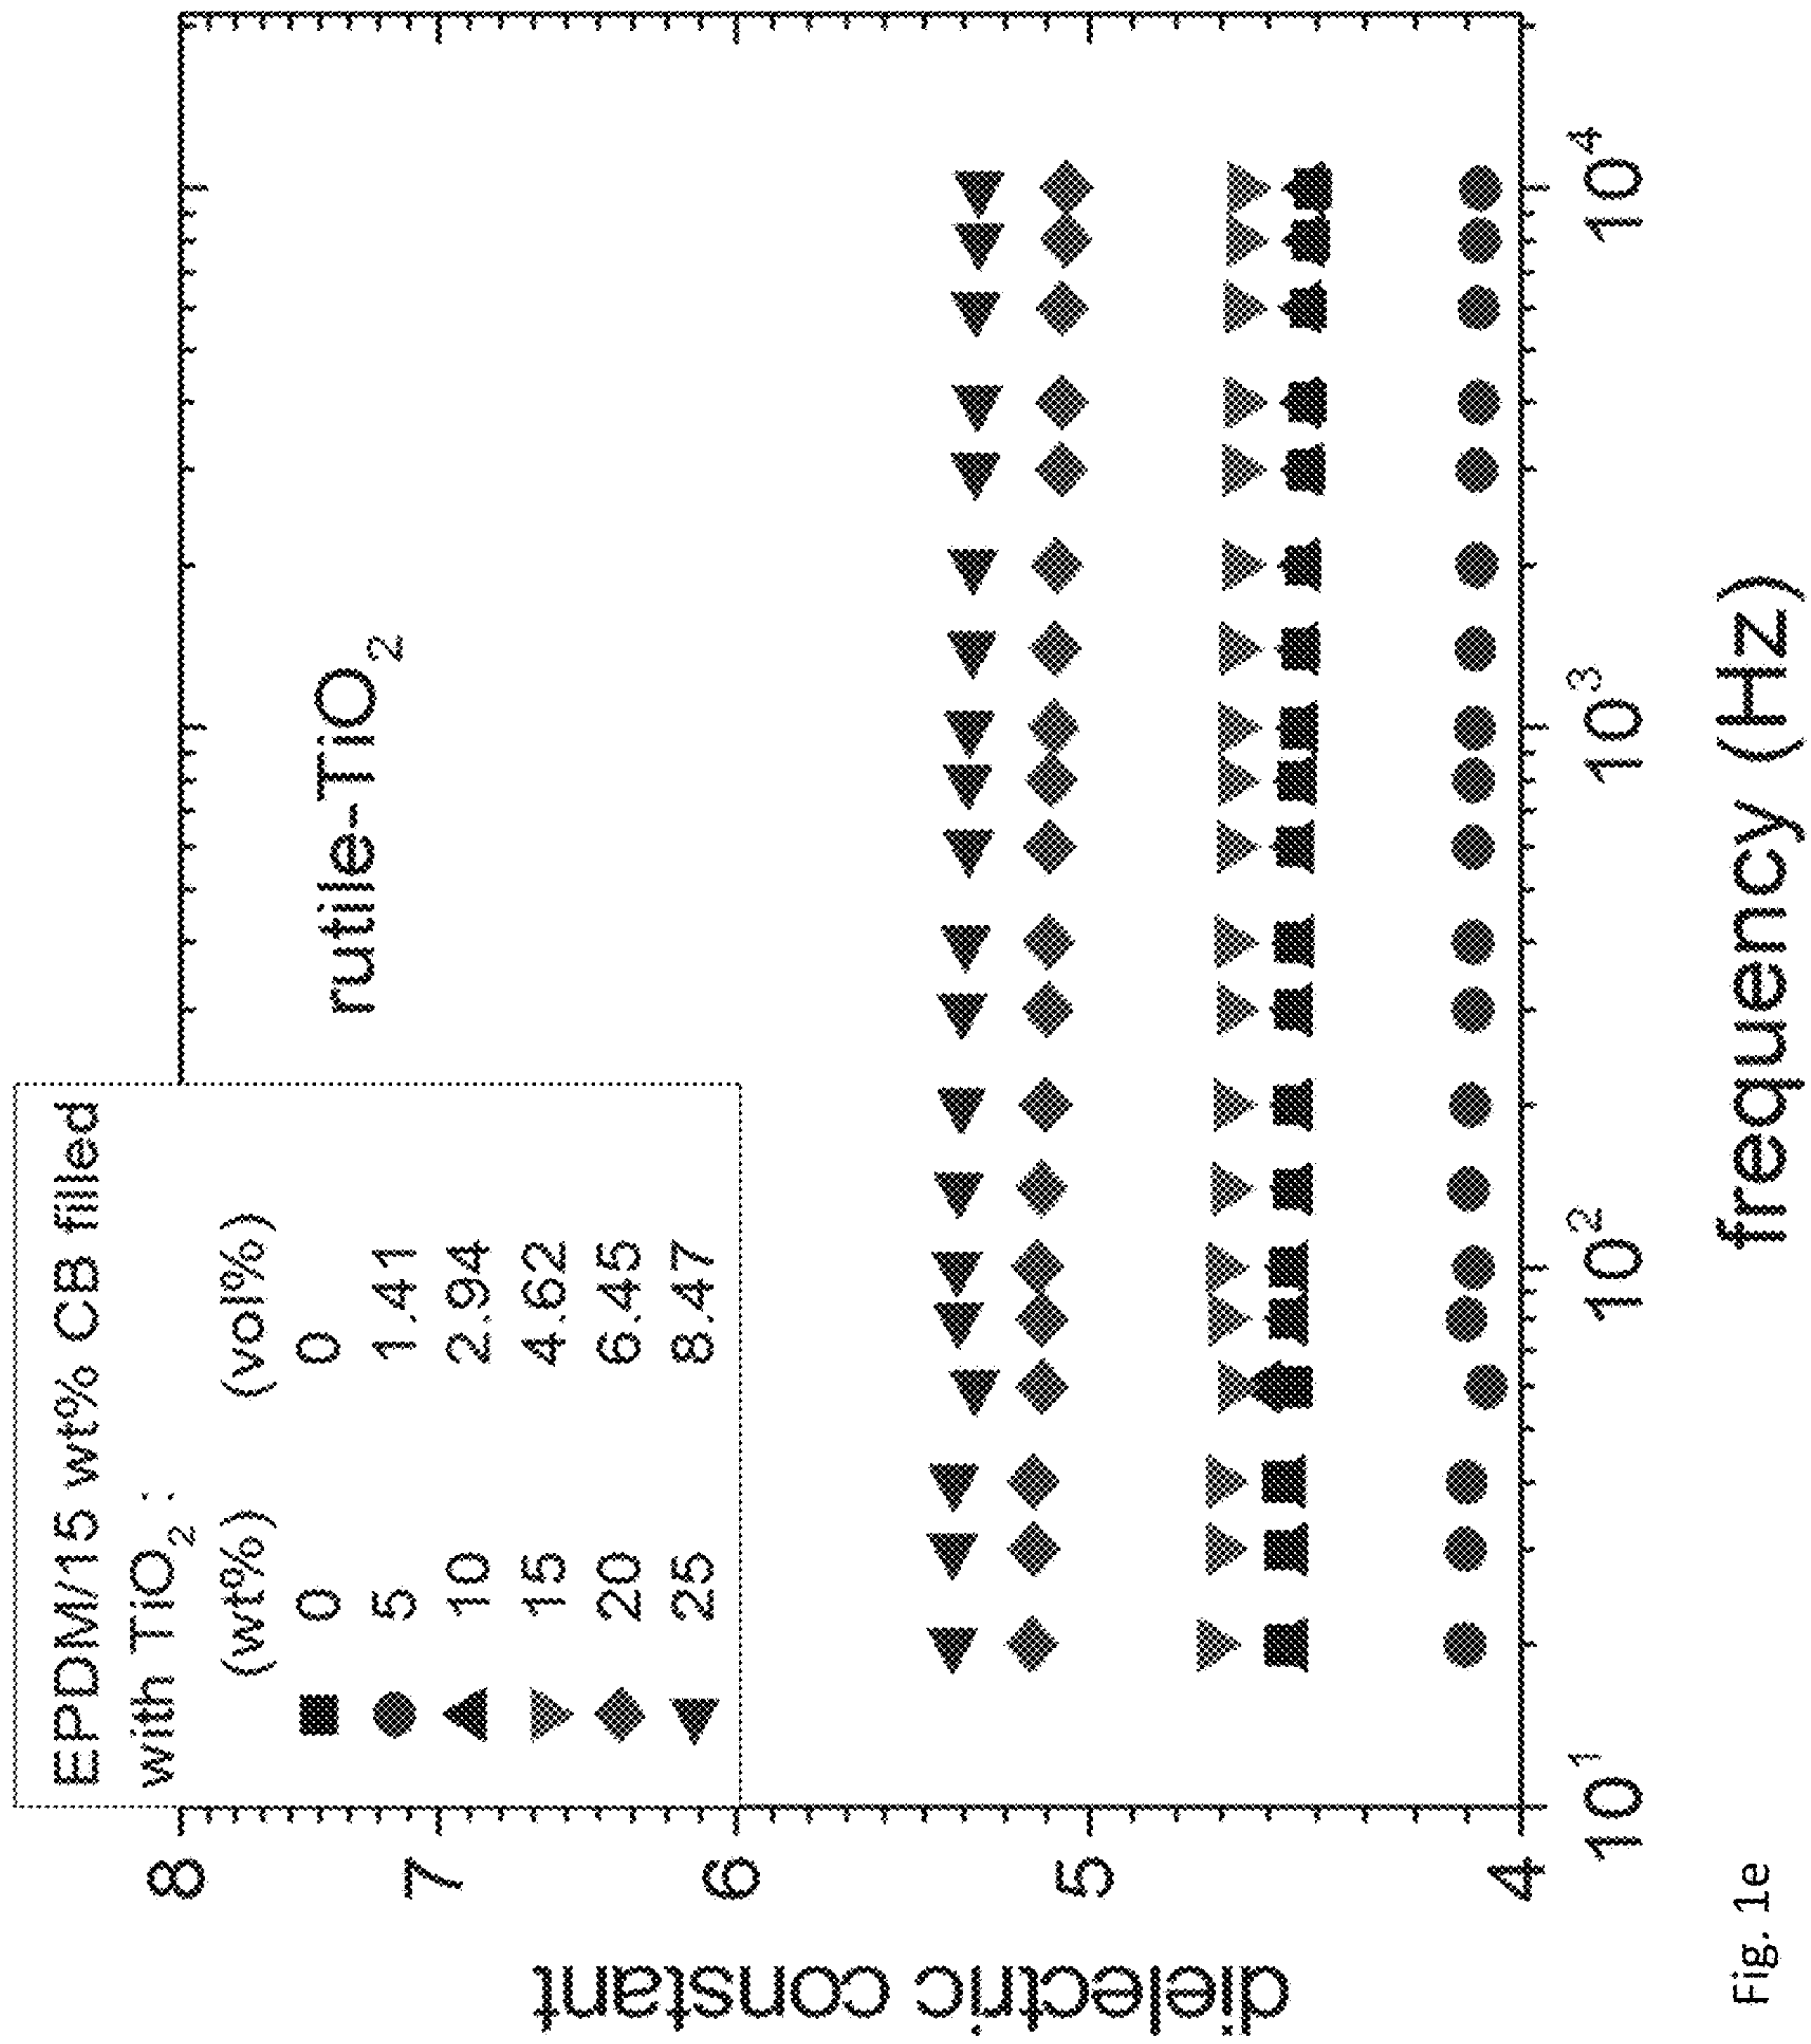 EPDM/15 wt% CB filled
with TiO2 :
(wt%) (vol%)
0 0
5 1.41
10 2.94
15 4.62
20 6.45
25 8.47
rutile-TiO2
8
7
6
5
4
dielectric constant
10^1 10^2 10^3 10^4
frequency (Hz)
Fig. 1e